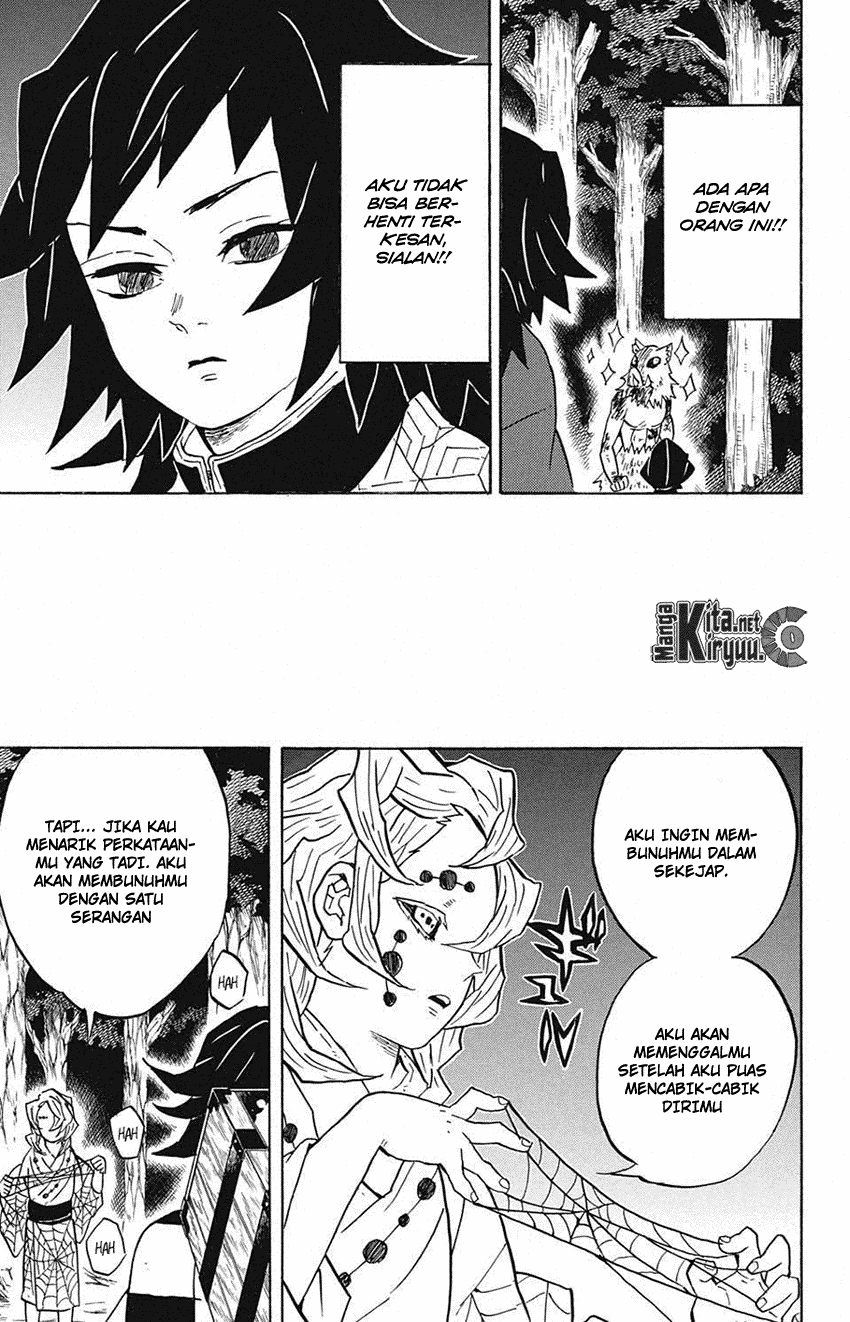 ADA APA
DENGAN
ORANG INI!!
AKU TIDAK
BISA BER-
HENTI TER-
KESAN,
SIALAN!!
Manga
Kita.net
Kiryuu.
AKU INGIN MEM-
BUNUHMU DALAM
SEKEJAP.
AKU AKAN
MEMENGGALMU
SETELAH AKU PUAS
MENCABIK-CABIK
DIRIMU
TAPI... JIKA KAU
MENARIK PERKATAAN-
MU YANG TADI. AKU
AKAN MEMBUNUHMU
DENGAN SATU
SERANGAN
HAH
HAH
HAH